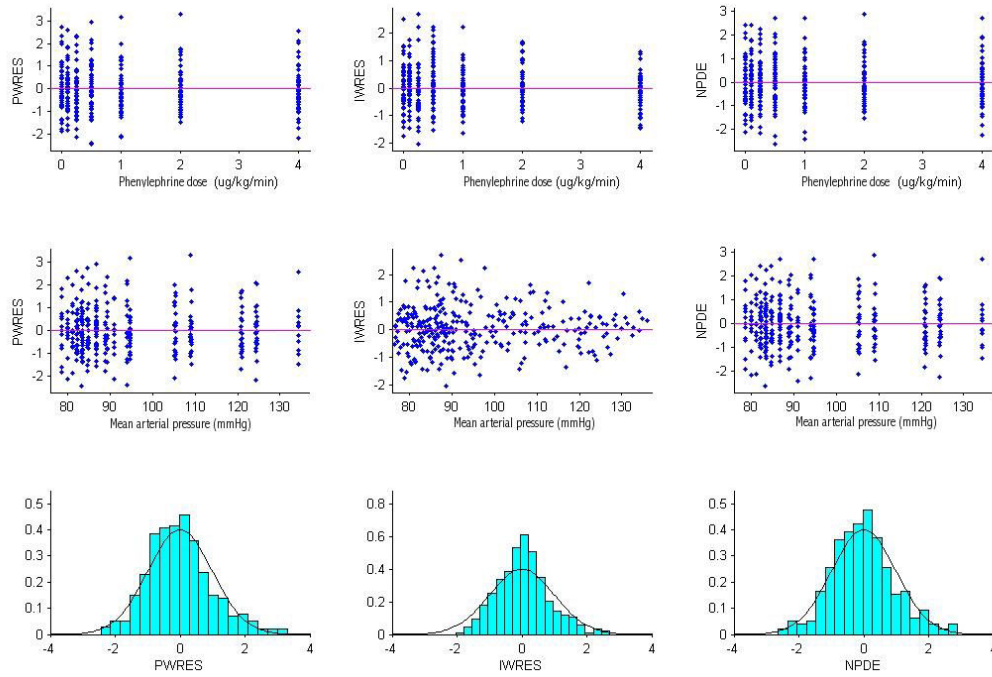 PWRES
3
2
1
0
-1
-2
0 1 2 3 4
Phenylephrine dose (ug/kg/min)
IWRES
2
1
0
-1
-2
0 1 2 3 4
Phenylephrine dose (ug/kg/min)
NPDE
3
2
1
0
-1
-2
0 1 2 3 4
Phenylephrine dose (ug/kg/min)
PWRES
3
2
1
0
-1
-2
80 90 100 110 120 130
Mean arterial pressure (mmHg)
IWRES
2
1
0
-1
-2
80 90 100 110 120 130
Mean arterial pressure (mmHg)
NPDE
3
2
1
0
-1
-2
80 90 100 110 120 130
Mean arterial pressure (mmHg)
0.5
0.4
0.3
0.2
0.1
0
-4 -2 0 2 4
PWRES
0.8
0.6
0.4
0.2
0
-4 -2 0 2 4
IWRES
0.5
0.4
0.3
0.2
0.1
0
-4 -2 0 2 4
NPDE